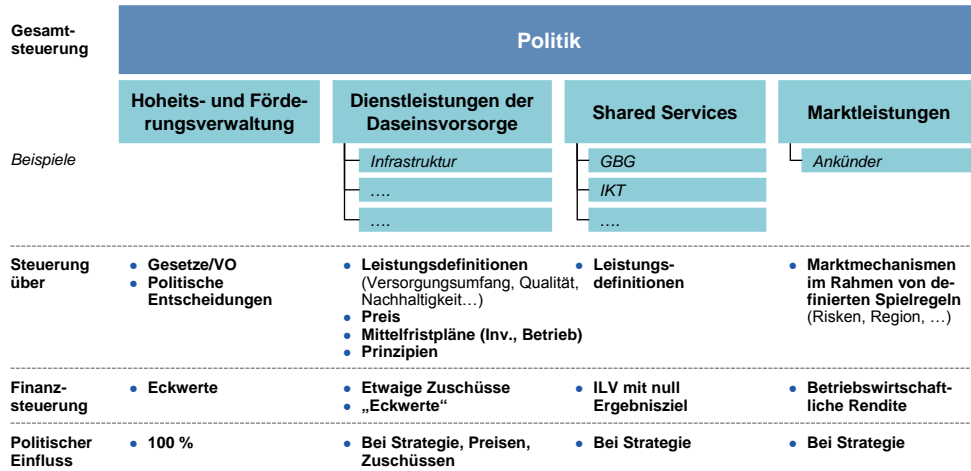 Gesamt-
steuerung
Politik
Hoheits- und Förde-
rungsverwaltung
Dienstleistungen der
Daseinsvorsorge
Shared Services
Marktleistungen
Beispiele
Infrastruktur
….
….
GBG
IKT
….
Ankünder
Steuerung
über
● Gesetze/VO
● Politische
Entscheidungen
● Leistungsdefinitionen
(Versorgungsumfang, Qualität,
Nachhaltigkeit…)
● Preis
● Mittelfristpläne (Inv., Betrieb)
● Prinzipien
● Leistungs-
definitionen
● Marktmechanismen
im Rahmen von de-
finierten Spielregeln
(Risken, Region, …)
Finanz-
steuerung
● Eckwerte
● Etwaige Zuschüsse
● „Eckwerte“
● ILV mit null
Ergebnisziel
● Betriebswirtschaft-
liche Rendite
Politischer
Einfluss
● 100 %
● Bei Strategie, Preisen,
Zuschüssen
● Bei Strategie
● Bei Strategie